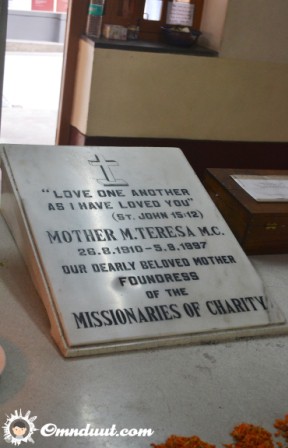 "LOVE ONE ANOTHER
AS I HAVE LOVED YOU"
(ST. JOHN 15:12)
MOTHER M. TERESA M.C.
26.8.1910–5.9.1997
OUR DEARLY BELOVED MOTHER
FOUNDRESS
OF THE
MISSIONARIES OF CHARITY
Omnduut.com